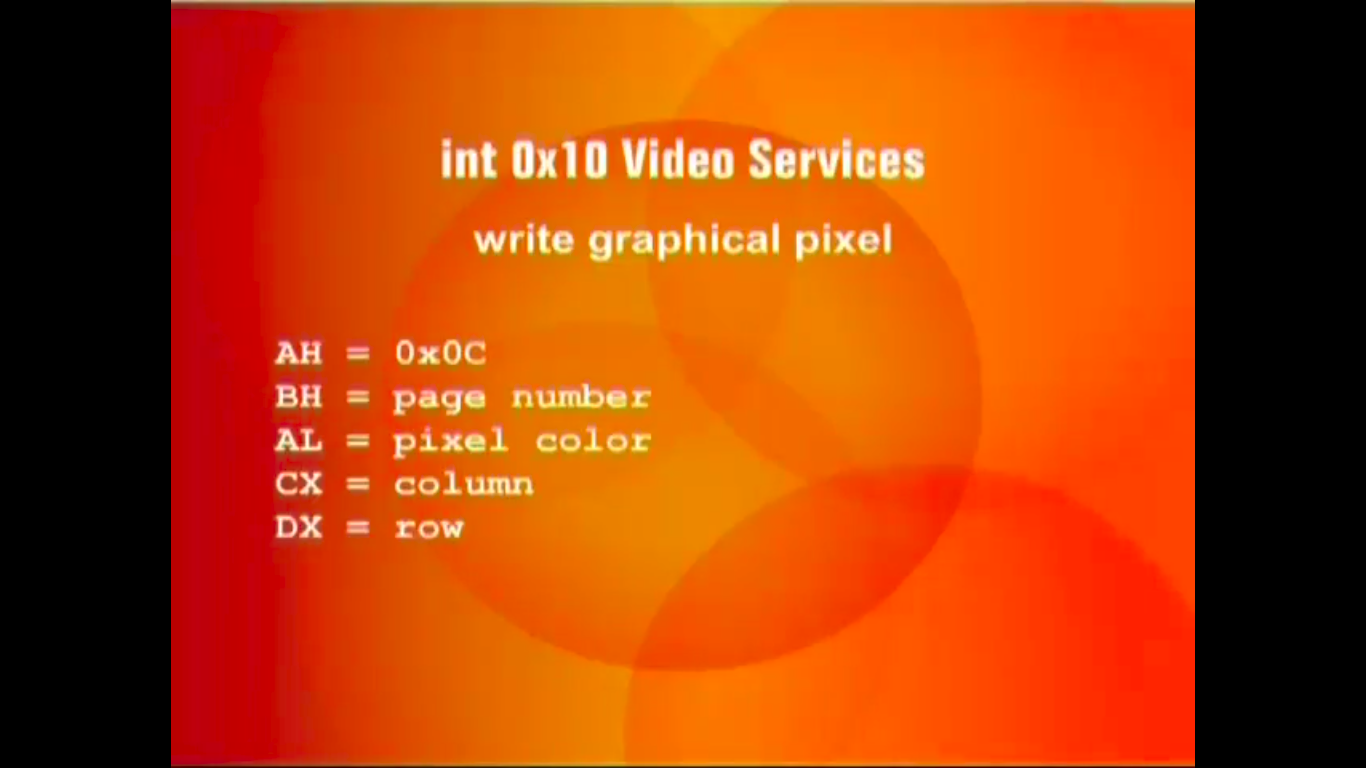 int 0x10 Video Services
write graphical pixel
AH = 0x0C
BH = page number
AL = pixel color
CX = column
DX = row